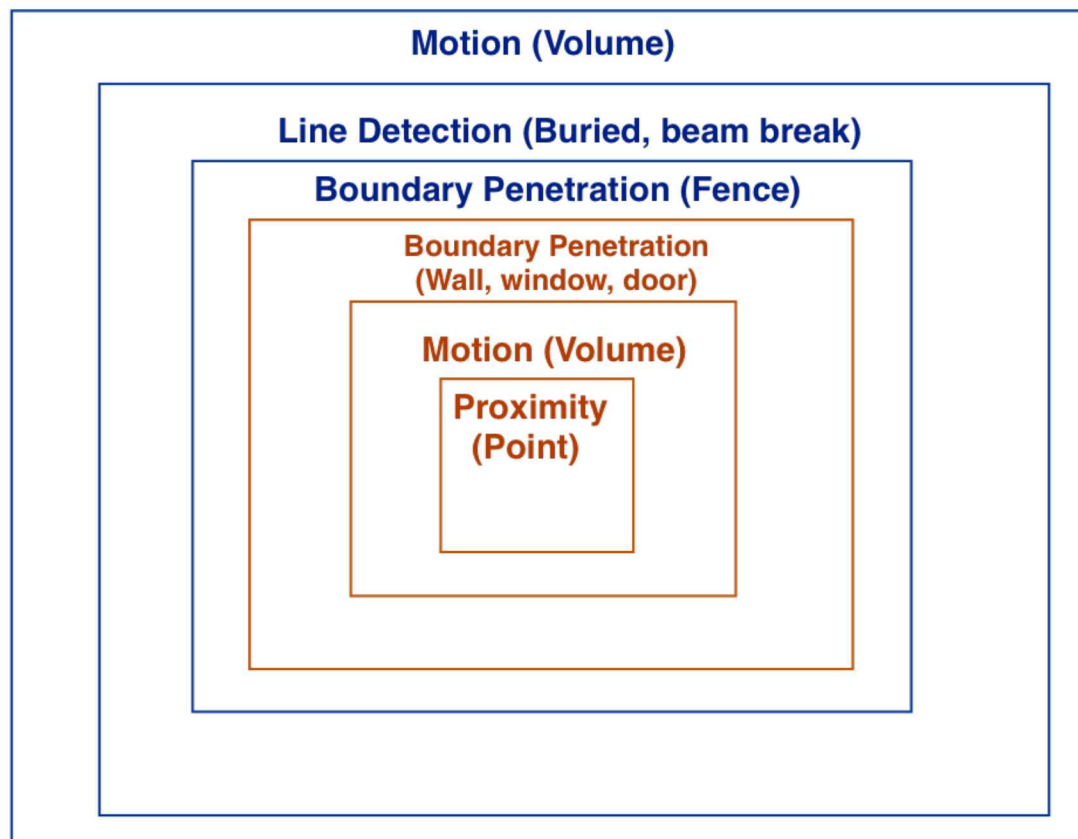 Motion (Volume)
Line Detection (Buried, beam break)
Boundary Penetration (Fence)
Boundary Penetration
(Wall, window, door)
Motion (Volume)
Proximity
(Point)